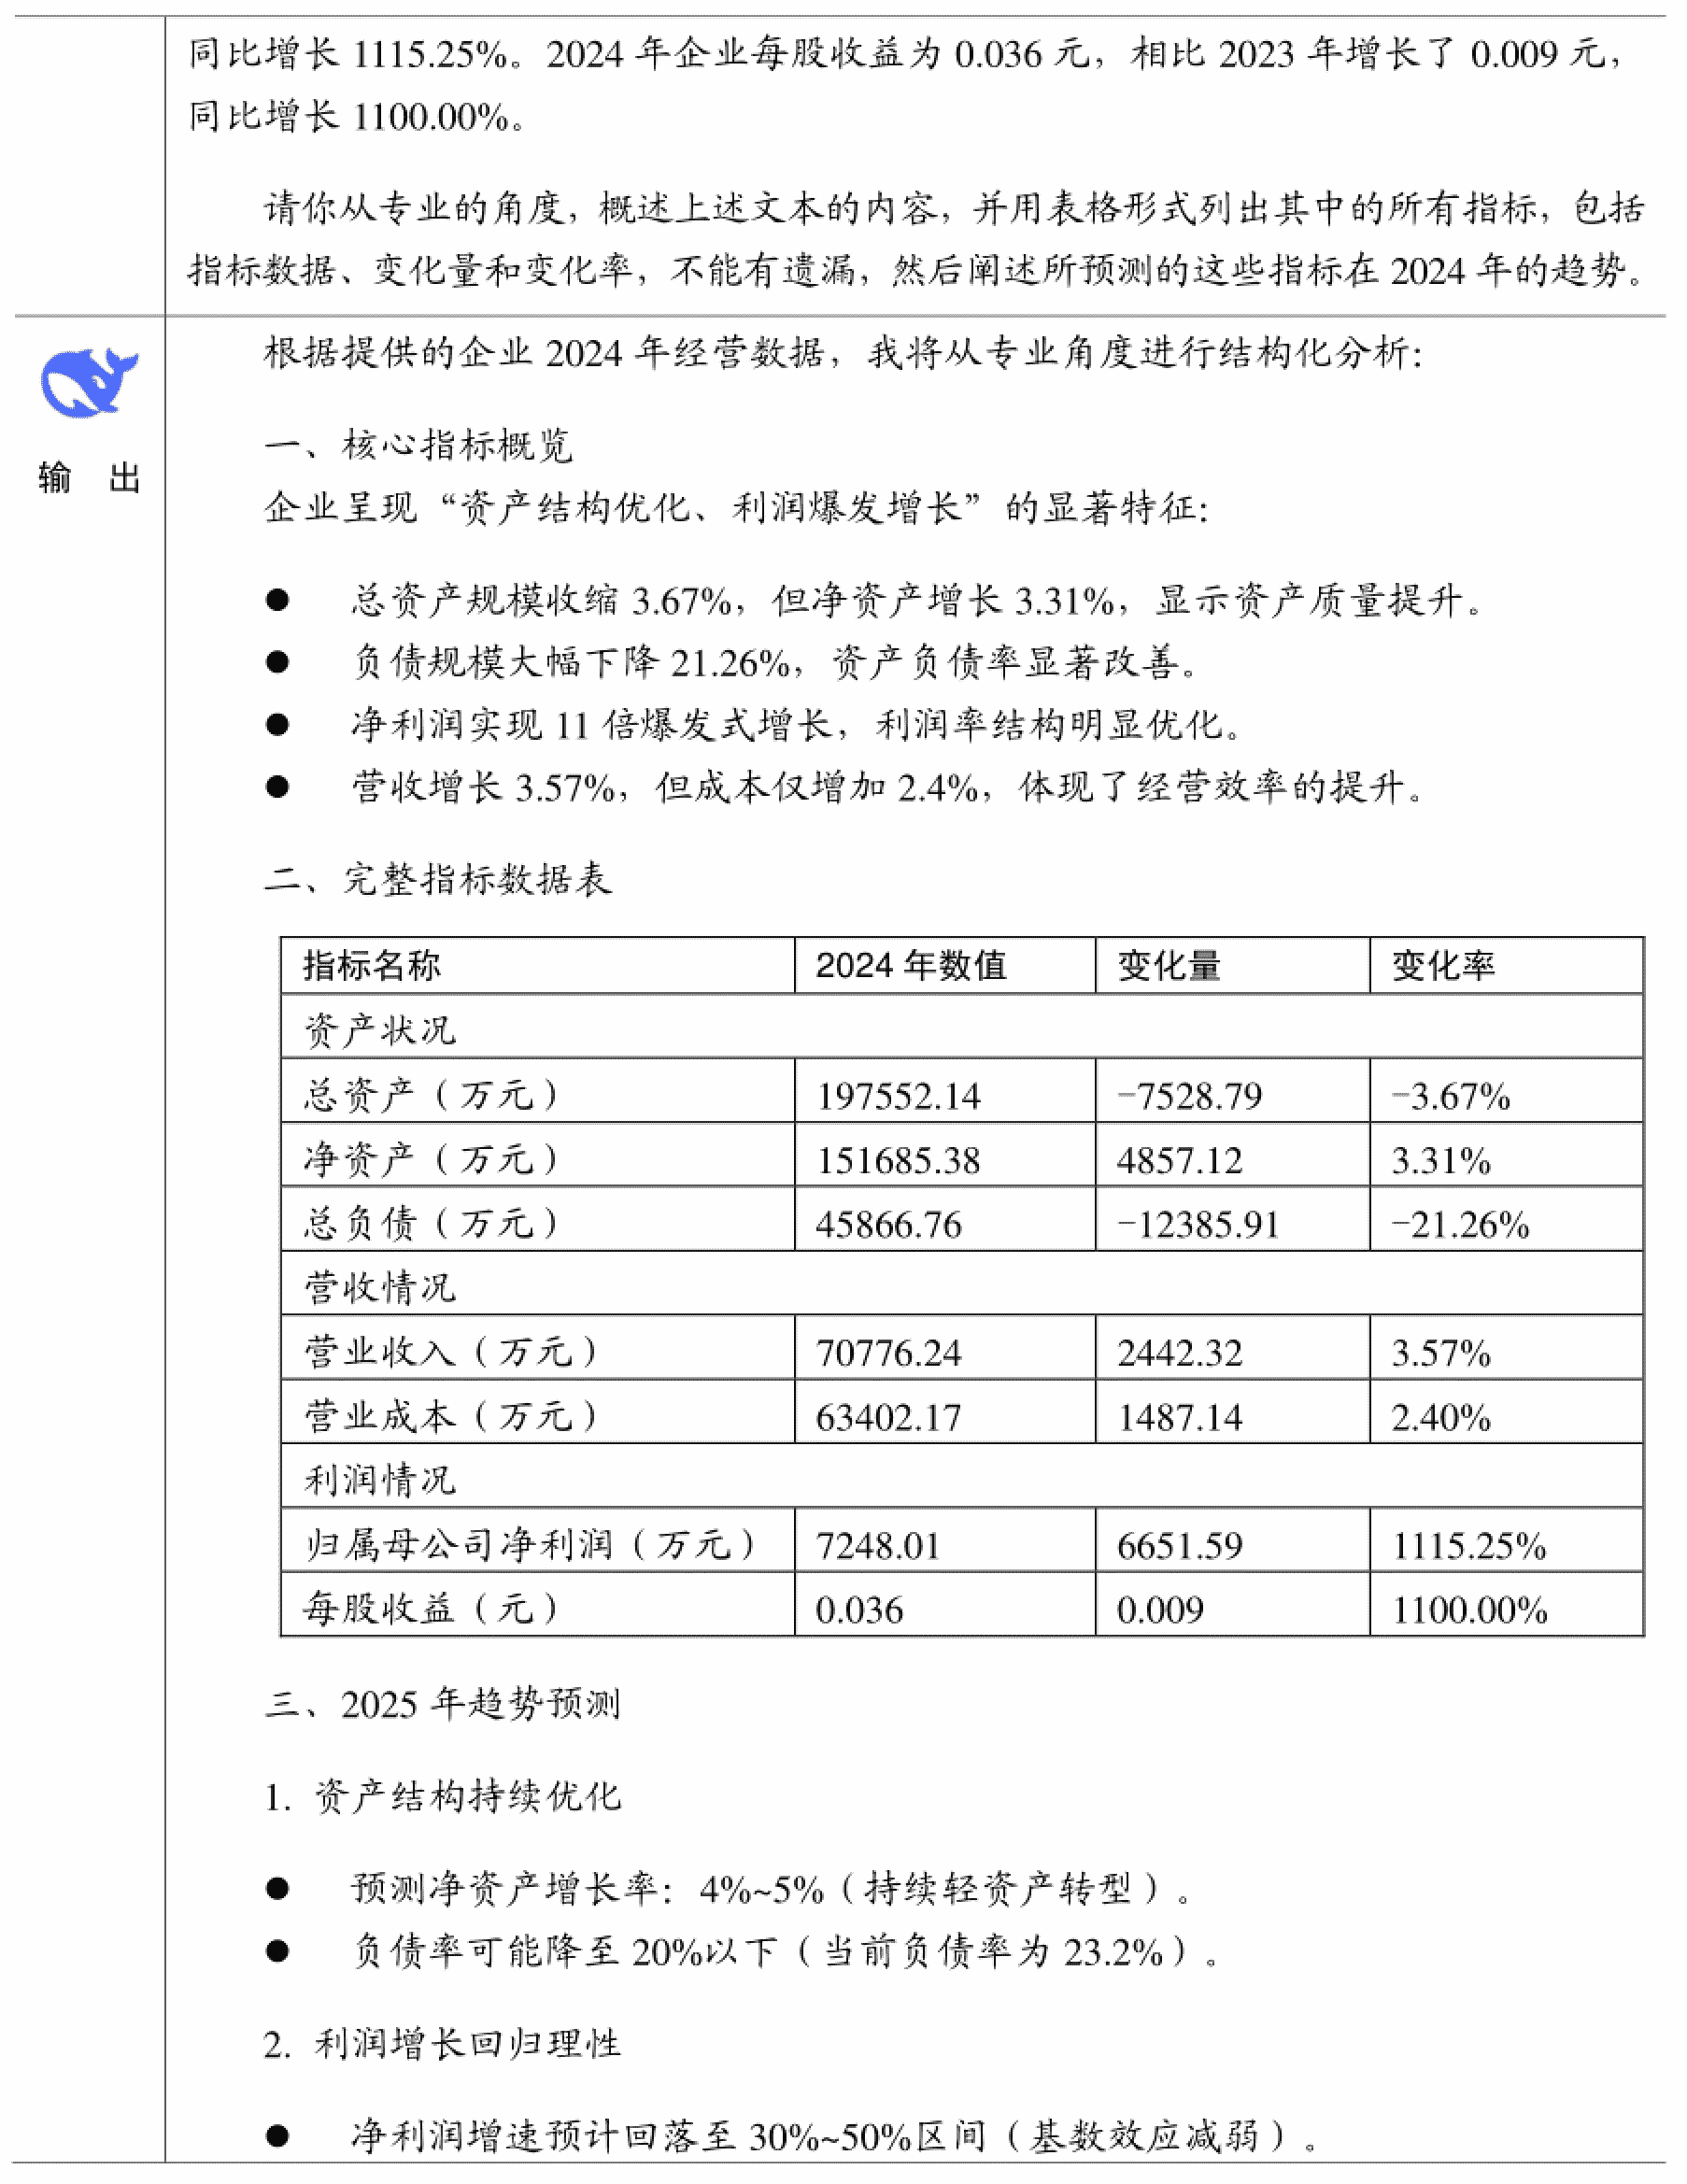 同比增长 1115.25%。2024 年企业每股收益为 0.036 元，相比 2023 年增长了 0.009 元，
同比增长 1100.00%。
请你从专业的角度，概述上述文本的内容，并用表格形式列出其中的所有指标，包括
指标数据、变化量和变化率，不能有遗漏，然后阐述所预测的这些指标在 2024 年的趋势。
输 出
根据提供的企业 2024 年经营数据，我将从专业角度进行结构化分析：
一、核心指标概览
企业呈现“资产结构优化、利润爆发增长”的显著特征：
● 总资产规模收缩 3.67%，但净资产增长 3.31%，显示资产质量提升。
● 负债规模大幅下降 21.26%，资产负债率显著改善。
● 净利润实现 11 倍爆发式增长，利润率结构明显优化。
● 营收增长 3.57%，但成本仅增加 2.4%，体现了经营效率的提升。
二、完整指标数据表
指标名称 2024 年数值 变化量 变化率
资产状况
总资产（万元） 197552.14 −7528.79 −3.67%
净资产（万元） 151685.38 4857.12 3.31%
总负债（万元） 45866.76 −12385.91 −21.26%
营收情况
营业收入（万元） 70776.24 2442.32 3.57%
营业成本（万元） 63402.17 1487.14 2.40%
利润情况
归属母公司净利润（万元） 7248.01 6651.59 1115.25%
每股收益（元） 0.036 0.009 1100.00%
三、2025 年趋势预测
1. 资产结构持续优化
● 预测净资产增长率：4%~5%（持续轻资产转型）。
● 负债率可能降至 20%以下（当前负债率为 23.2%）。
2. 利润增长回归理性
● 净利润增速预计回落至 30%~50%区间（基数效应减弱）。